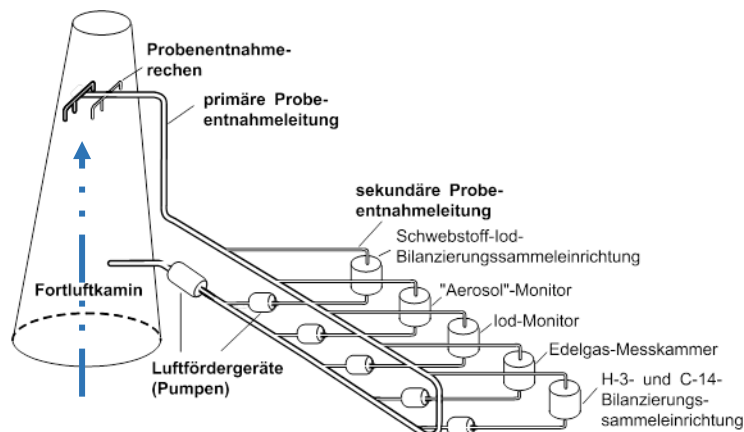 Probenentnahme-
rechen
primäre Probe-
entnahmeleitung
sekundäre Probe-
entnahmeleitung
Schwebstoff-Iod-
Bilanzierungssammeleinrichtung
"Aerosol"-Monitor
Iod-Monitor
Edelgas-Messkammer
H-3- und C-14-
Bilanzierungs-
sammeleinrichtung
Fortluftkamin
Luftfördergeräte
(Pumpen)